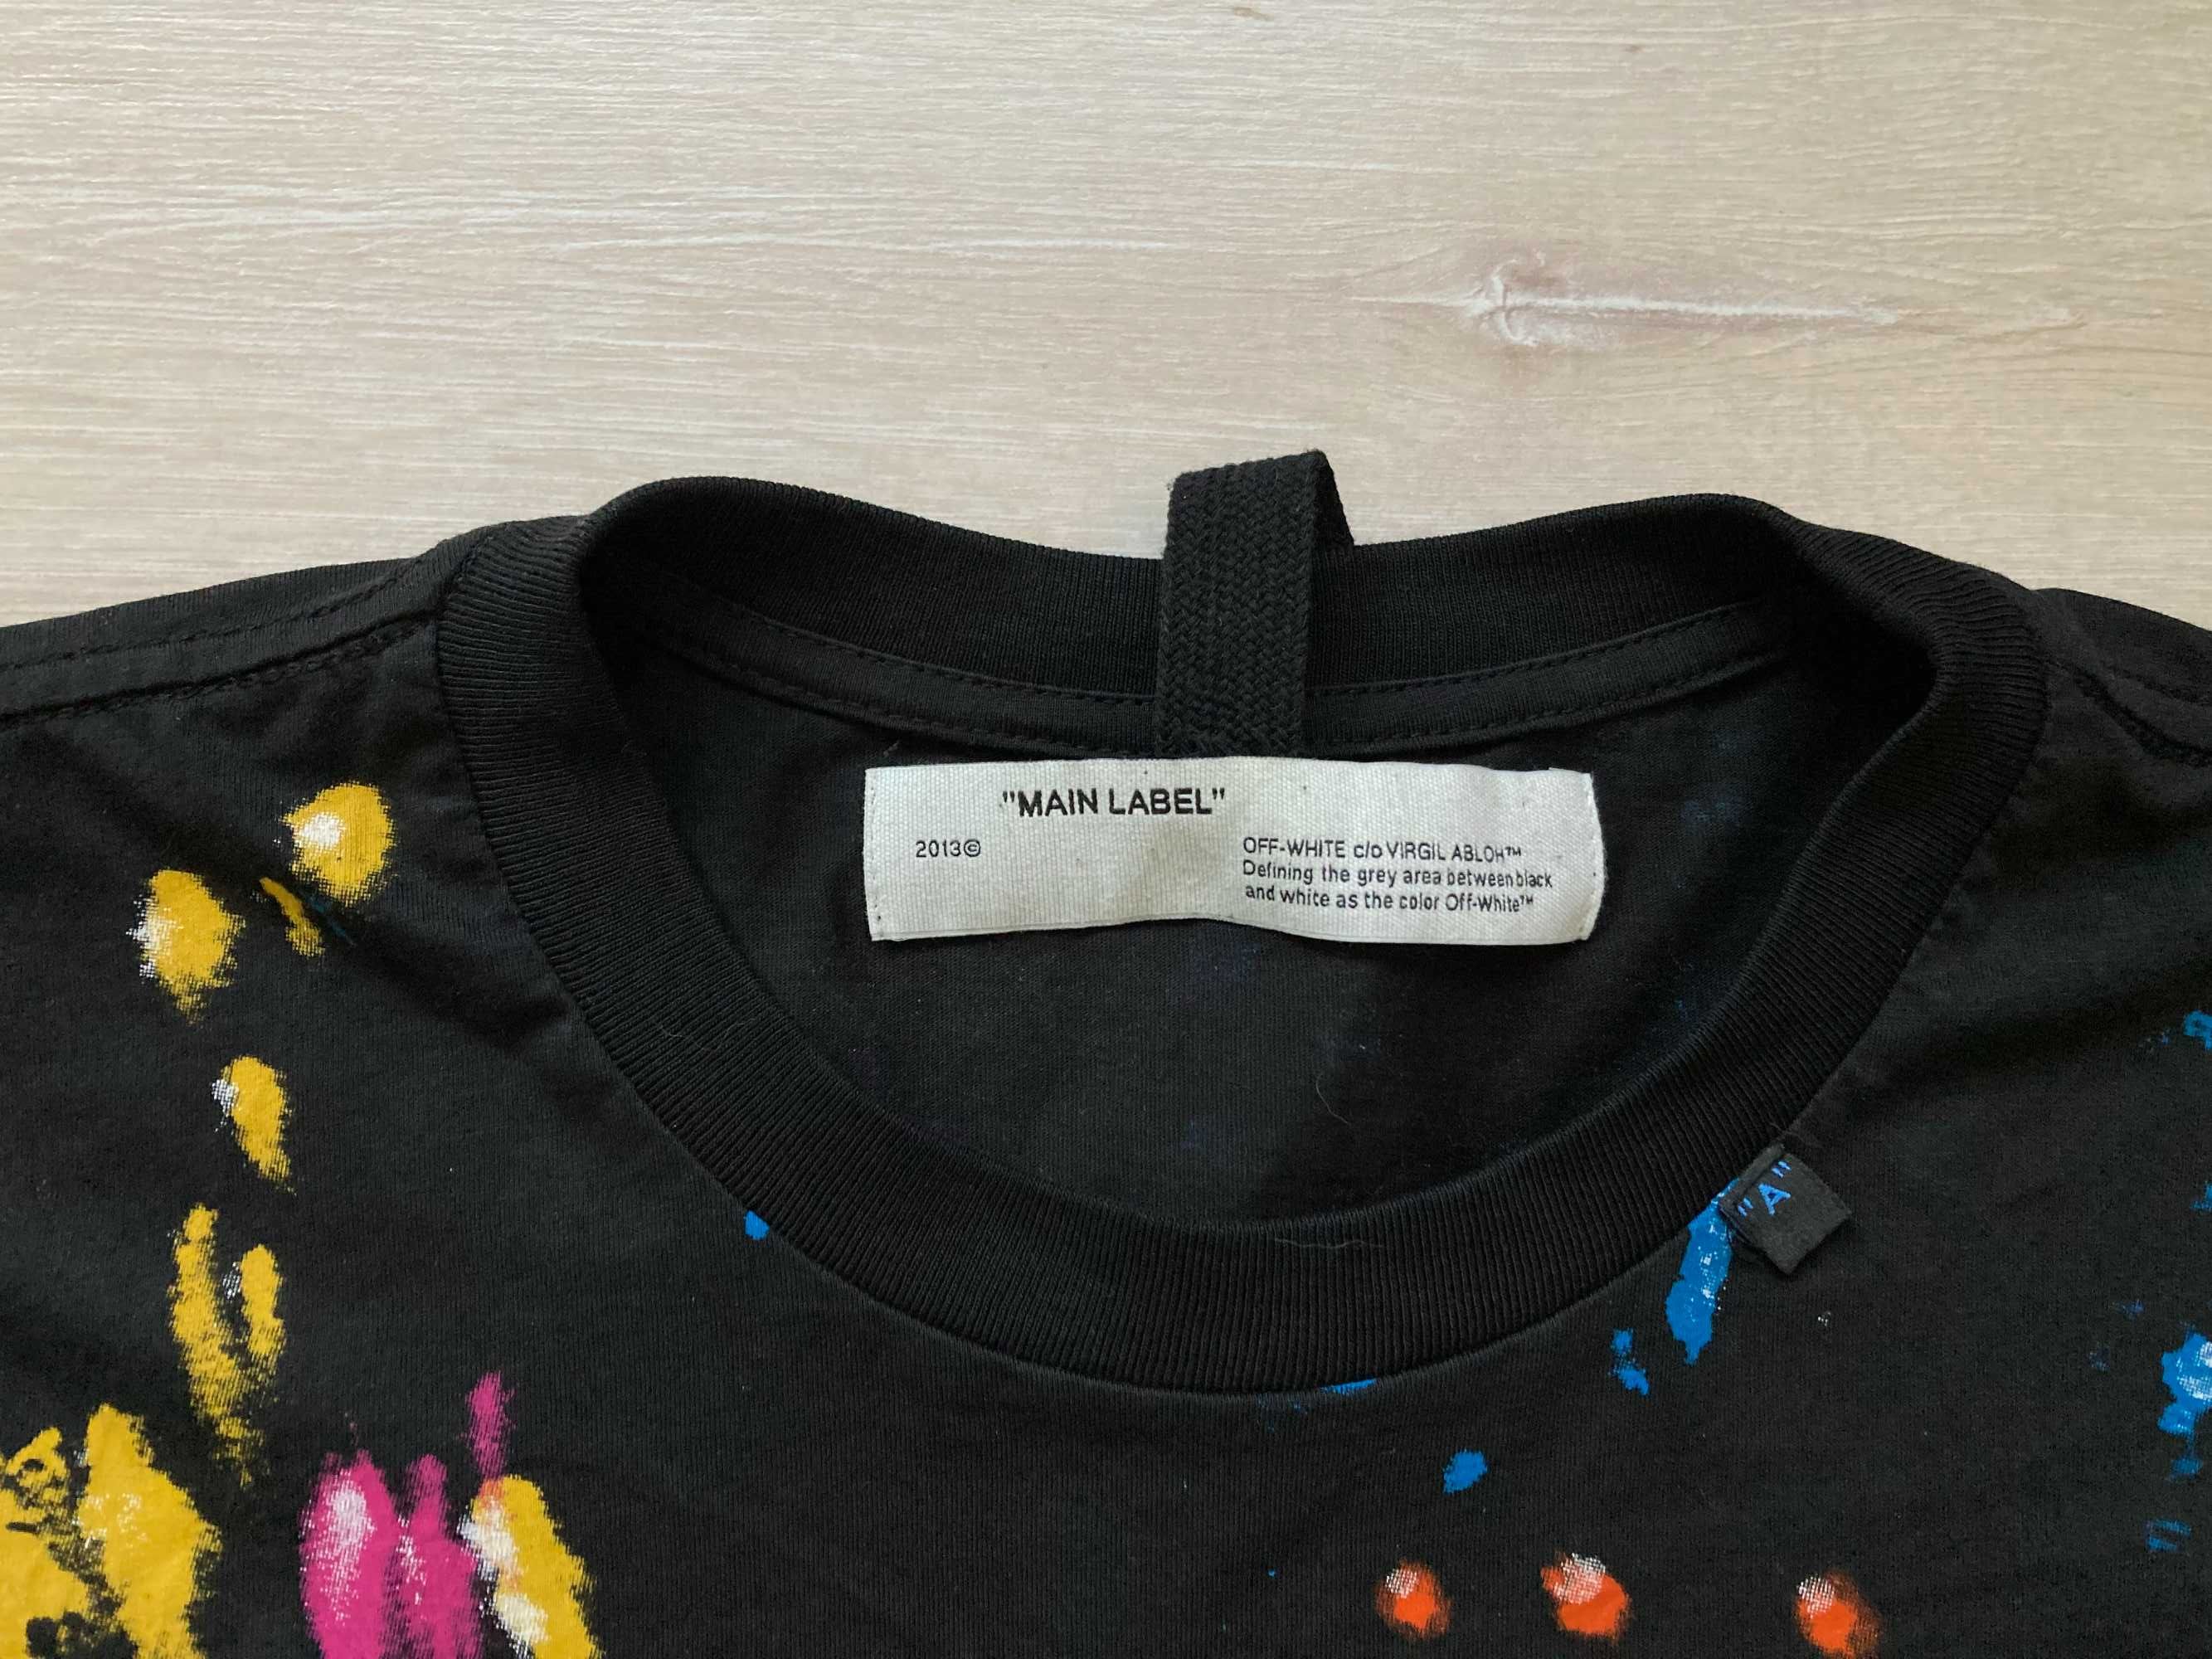 "MAIN LABEL"
2013©
OFF-WHITE c/o VIRGIL ABLOH™
Defining the grey area between black
and white as the color Off-White™
"A"